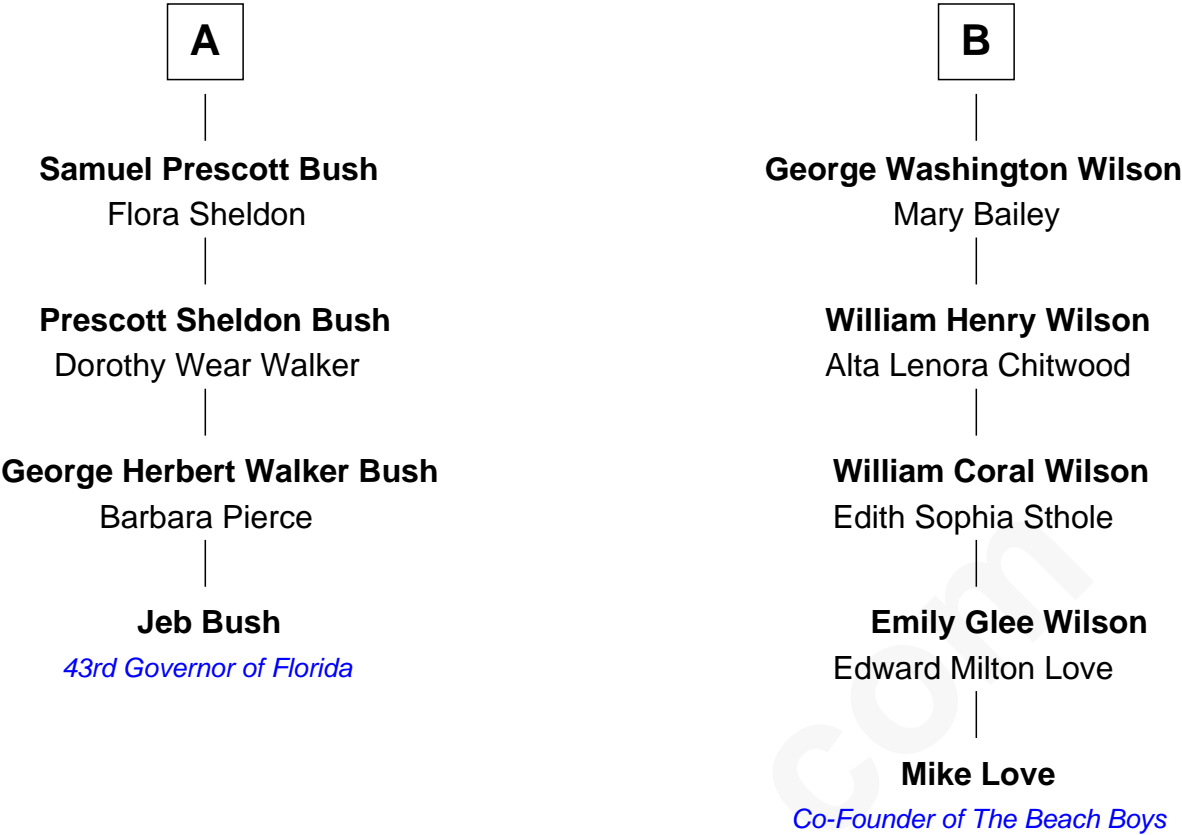 A
Samuel Prescott Bush
Flora Sheldon
Prescott Sheldon Bush
Dorothy Wear Walker
George Herbert Walker Bush
Barbara Pierce
Jeb Bush
43rd Governor of Florida
B
George Washington Wilson
Mary Bailey
William Henry Wilson
Alta Lenora Chitwood
William Coral Wilson
Edith Sophia Sthole
Emily Glee Wilson
Edward Milton Love
Mike Love
Co-Founder of The Beach Boys
com